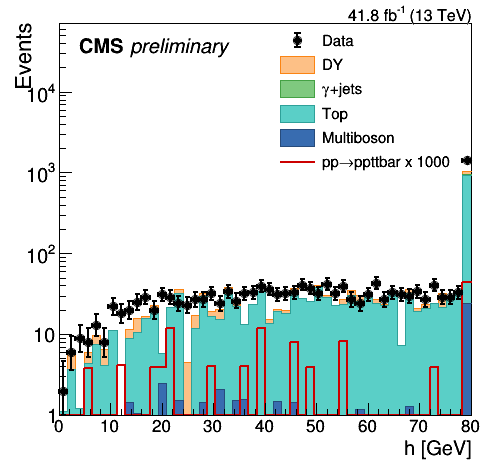 41.8 fb⁻¹ (13 TeV)
Events
CMS preliminary
Data
DY
γ+jets
Top
Multiboson
pp→ppttbar x 1000
10⁴
10³
10²
10
1
0 10 20 30 40 50 60 70 80
h [GeV]